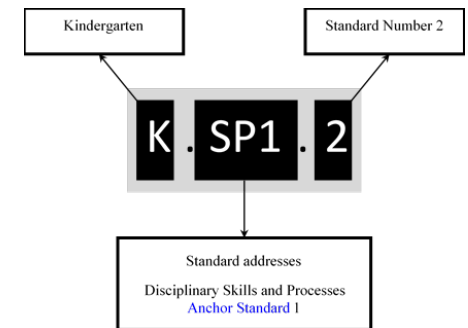 Kindergarten
Standard Number 2
K . SP1 . 2
Standard addresses
Disciplinary Skills and Processes
Anchor Standard 1